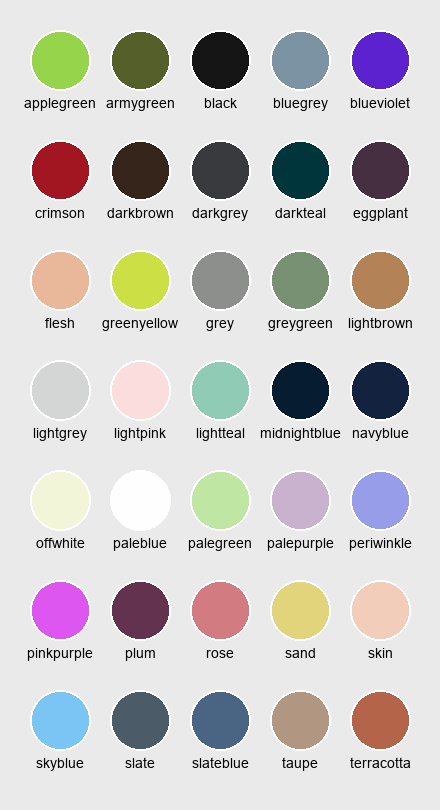 applegreen armygreen black bluegrey blueviolet
crimson darkbrown darkgrey darkteal eggplant
flesh greenyellow grey greygreen lightbrown
lightgrey lightpink lightteal midnightblue navyblue
offwhite paleblue palegreen palepurple periwinkle
pinkpurple plum rose sand skin
skyblue slate slateblue taupe terracotta